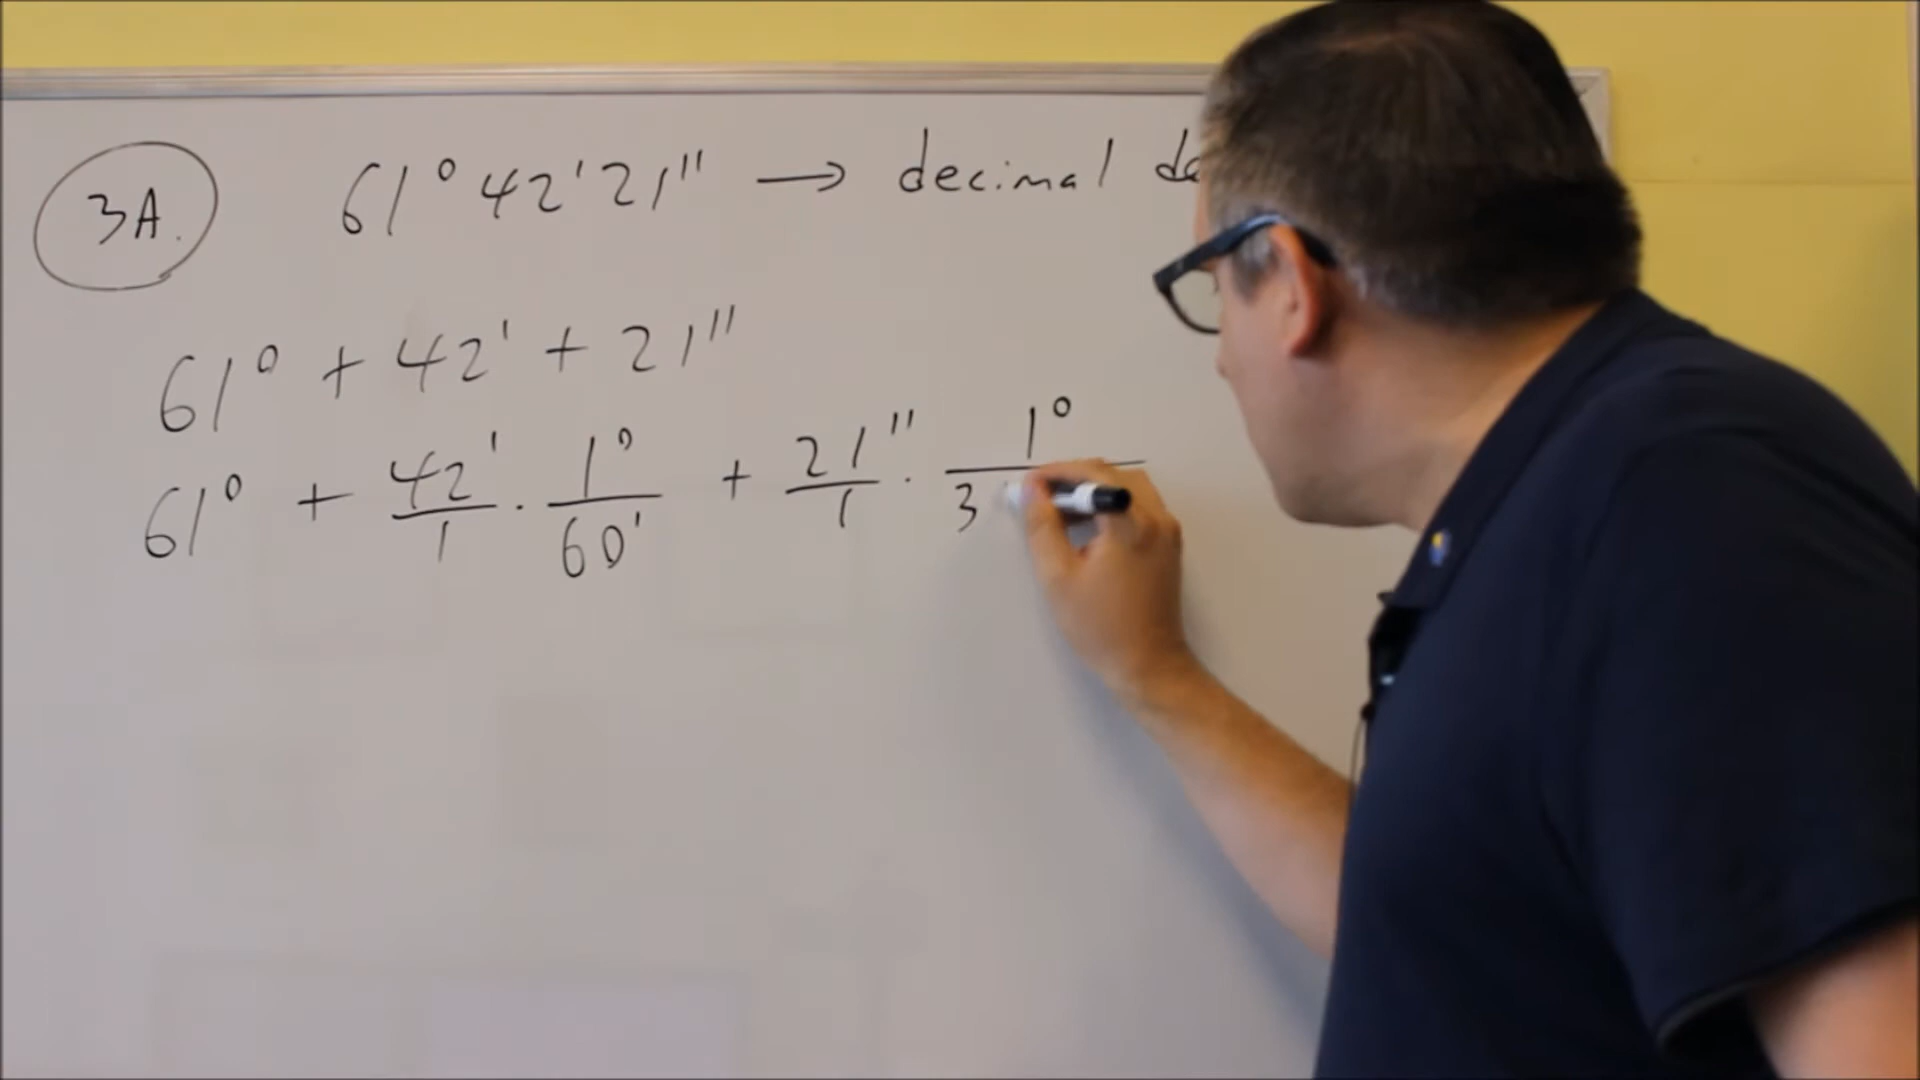 3A. 61° 42' 21" → decimal
61° + 42' + 21"
61° + 42'/1 · 1°/60' + 21"/1 · 1°/3